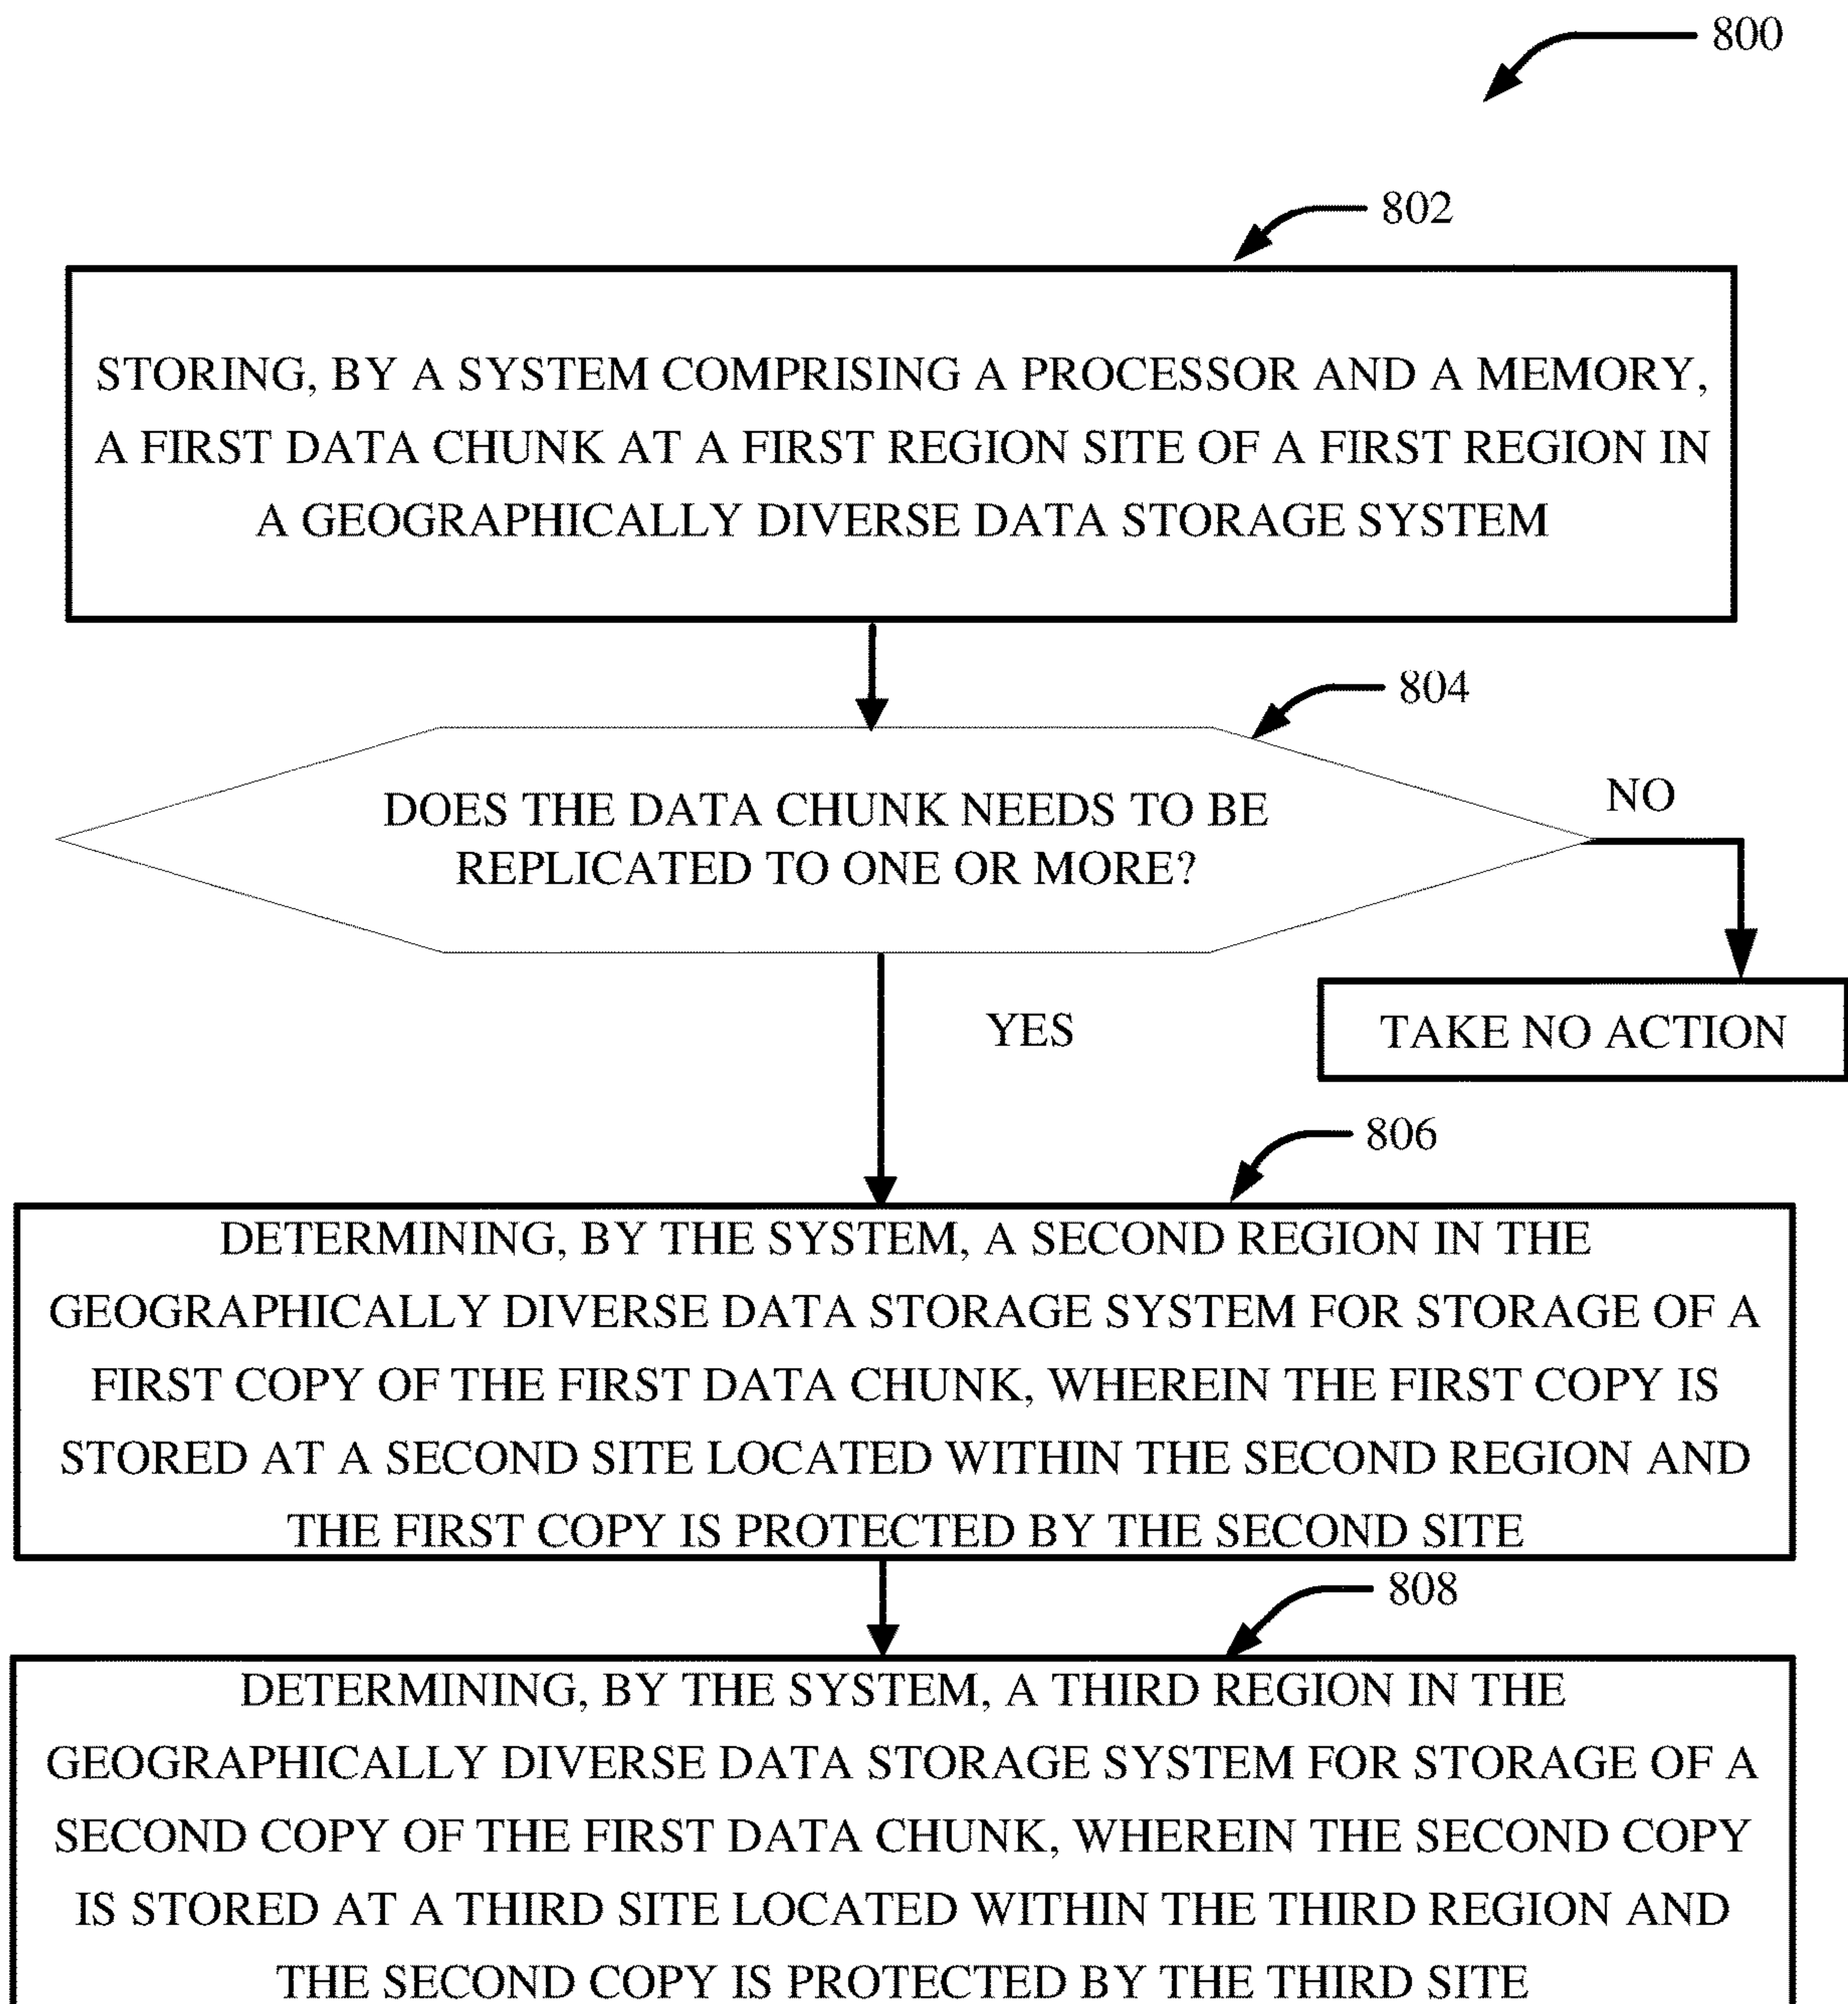 800
802
STORING, BY A SYSTEM COMPRISING A PROCESSOR AND A MEMORY,
A FIRST DATA CHUNK AT A FIRST REGION SITE OF A FIRST REGION IN
A GEOGRAPHICALLY DIVERSE DATA STORAGE SYSTEM
804
DOES THE DATA CHUNK NEEDS TO BE
REPLICATED TO ONE OR MORE?
NO
YES
TAKE NO ACTION
806
DETERMINING, BY THE SYSTEM, A SECOND REGION IN THE
GEOGRAPHICALLY DIVERSE DATA STORAGE SYSTEM FOR STORAGE OF A
FIRST COPY OF THE FIRST DATA CHUNK, WHEREIN THE FIRST COPY IS
STORED AT A SECOND SITE LOCATED WITHIN THE SECOND REGION AND
THE FIRST COPY IS PROTECTED BY THE SECOND SITE
808
DETERMINING, BY THE SYSTEM, A THIRD REGION IN THE
GEOGRAPHICALLY DIVERSE DATA STORAGE SYSTEM FOR STORAGE OF A
SECOND COPY OF THE FIRST DATA CHUNK, WHEREIN THE SECOND COPY
IS STORED AT A THIRD SITE LOCATED WITHIN THE THIRD REGION AND
THE SECOND COPY IS PROTECTED BY THE THIRD SITE